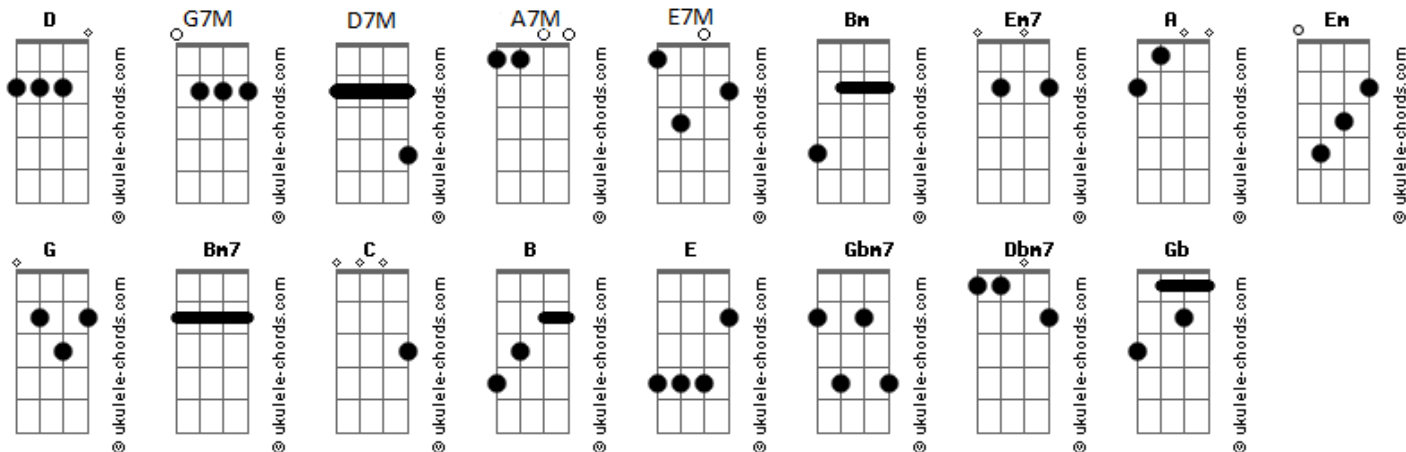 D G7M D7M A7M E7M Bm Em7 A Em
© ukulele-chords.com © ukulele-chords.com © ukulele-chords.com © ukulele-chords.com © ukulele-chords.com © ukulele-chords.com © ukulele-chords.com © ukulele-chords.com © ukulele-chords.com
G Bm7 C B E Gbm7 Dbm7 Gb
© ukulele-chords.com © ukulele-chords.com © ukulele-chords.com © ukulele-chords.com © ukulele-chords.com © ukulele-chords.com © ukulele-chords.com © ukulele-chords.com